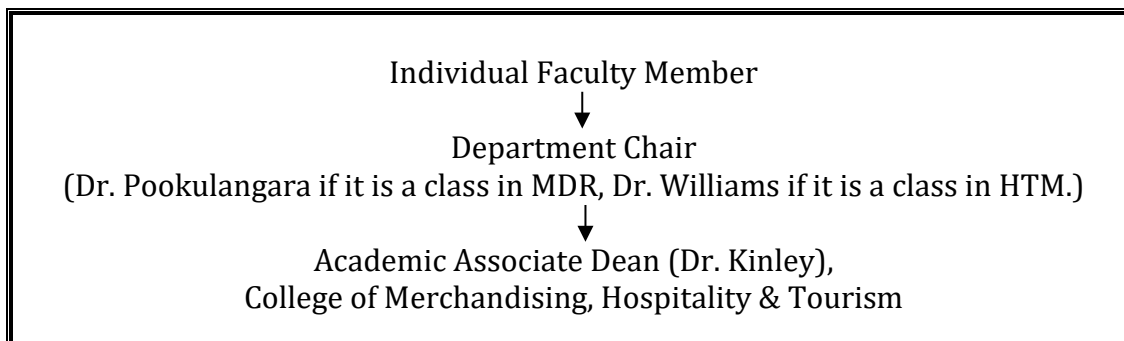 Individual Faculty Member
Department Chair
(Dr. Pookulangara if it is a class in MDR, Dr. Williams if it is a class in HTM.)
Academic Associate Dean (Dr. Kinley),
College of Merchandising, Hospitality & Tourism